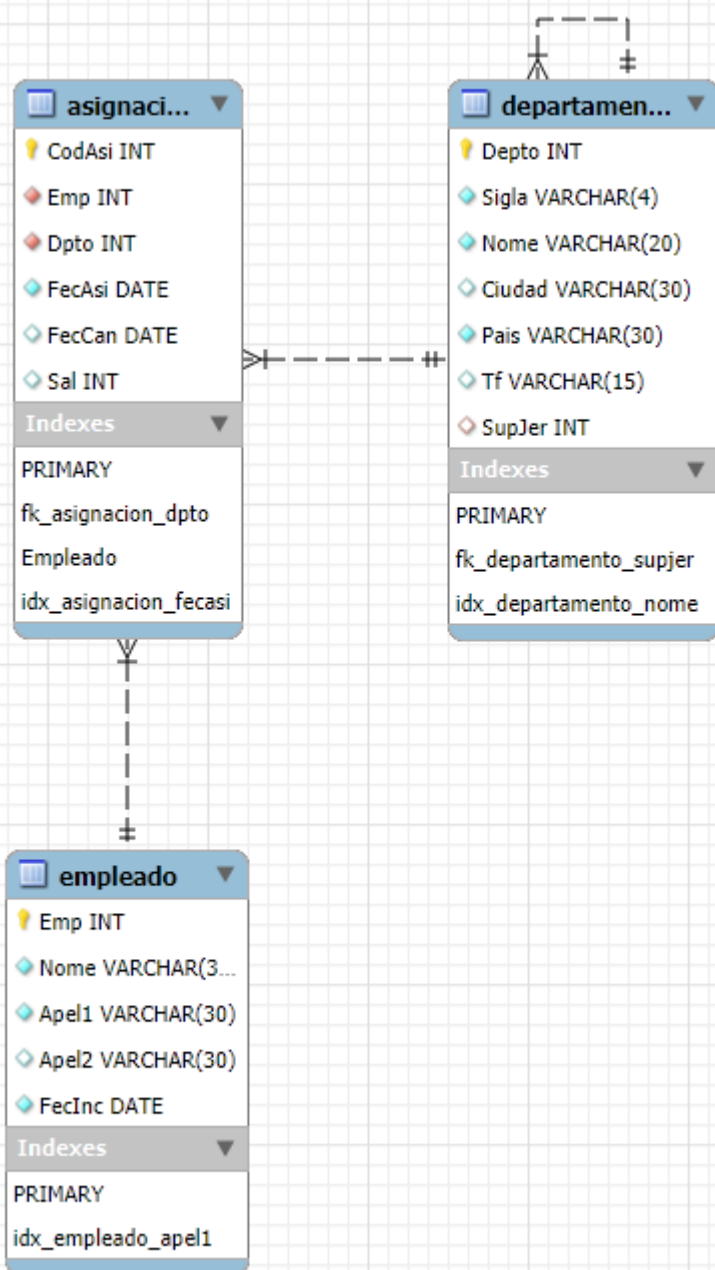 asignaci...
CodAsi INT
Emp INT
Dpto INT
FecAsi DATE
FecCan DATE
Sal INT
Indexes
PRIMARY
fk_asignacion_dpto
Empleado
idx_asignacion_fecasi
departamen...
Depto INT
Sigla VARCHAR(4)
Nome VARCHAR(20)
Ciudad VARCHAR(30)
Pais VARCHAR(30)
Tf VARCHAR(15)
SupJer INT
Indexes
PRIMARY
fk_departamento_supjer
idx_departamento_nome
empleado
Emp INT
Nome VARCHAR(3...
Apel1 VARCHAR(30)
Apel2 VARCHAR(30)
FecInc DATE
Indexes
PRIMARY
idx_empleado_apel1